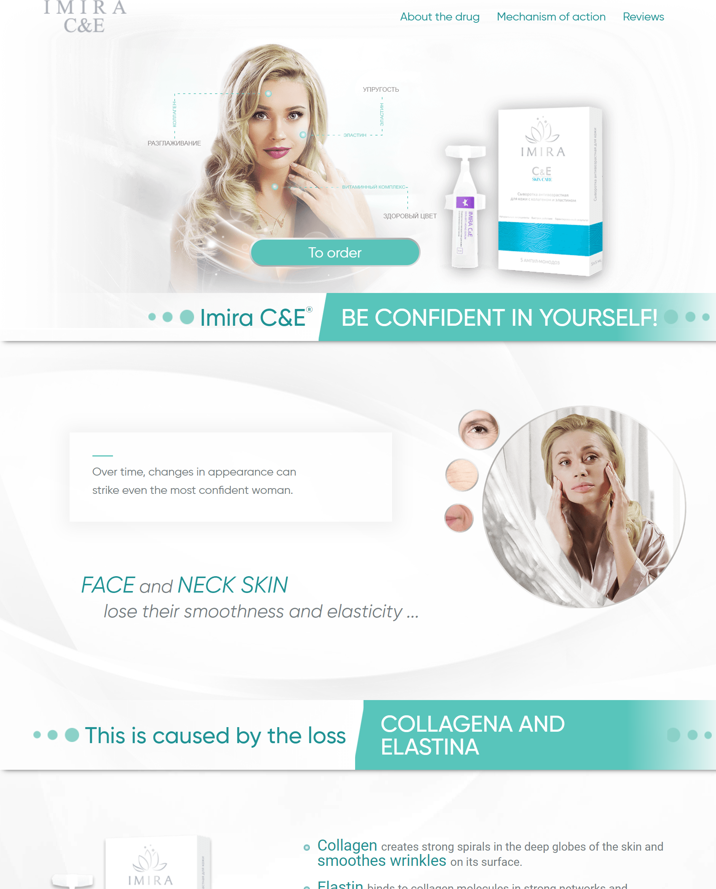 IMIRA
C&E
About the drug Mechanism of action Reviews
УПРУГОСТЬ
РАЗГЛАЖИВАНИЕ
ЭЛАСТИН
ВИТАМИННЫЙ КОМПЛЕКС
ЗДОРОВЫЙ ЦВЕТ
IMIRA
C&E
To order
Imira C&E®
BE CONFIDENT IN YOURSELF!
Over time, changes in appearance can
strike even the most confident woman.
FACE and NECK SKIN
lose their smoothness and elasticity ...
This is caused by the loss
COLLAGENA AND
ELASTINA
IMIRA
Collagen creates strong spirals in the deep globes of the skin and
smoothes wrinkles on its surface.
Elastin binds to collagen molecules in strong networks and